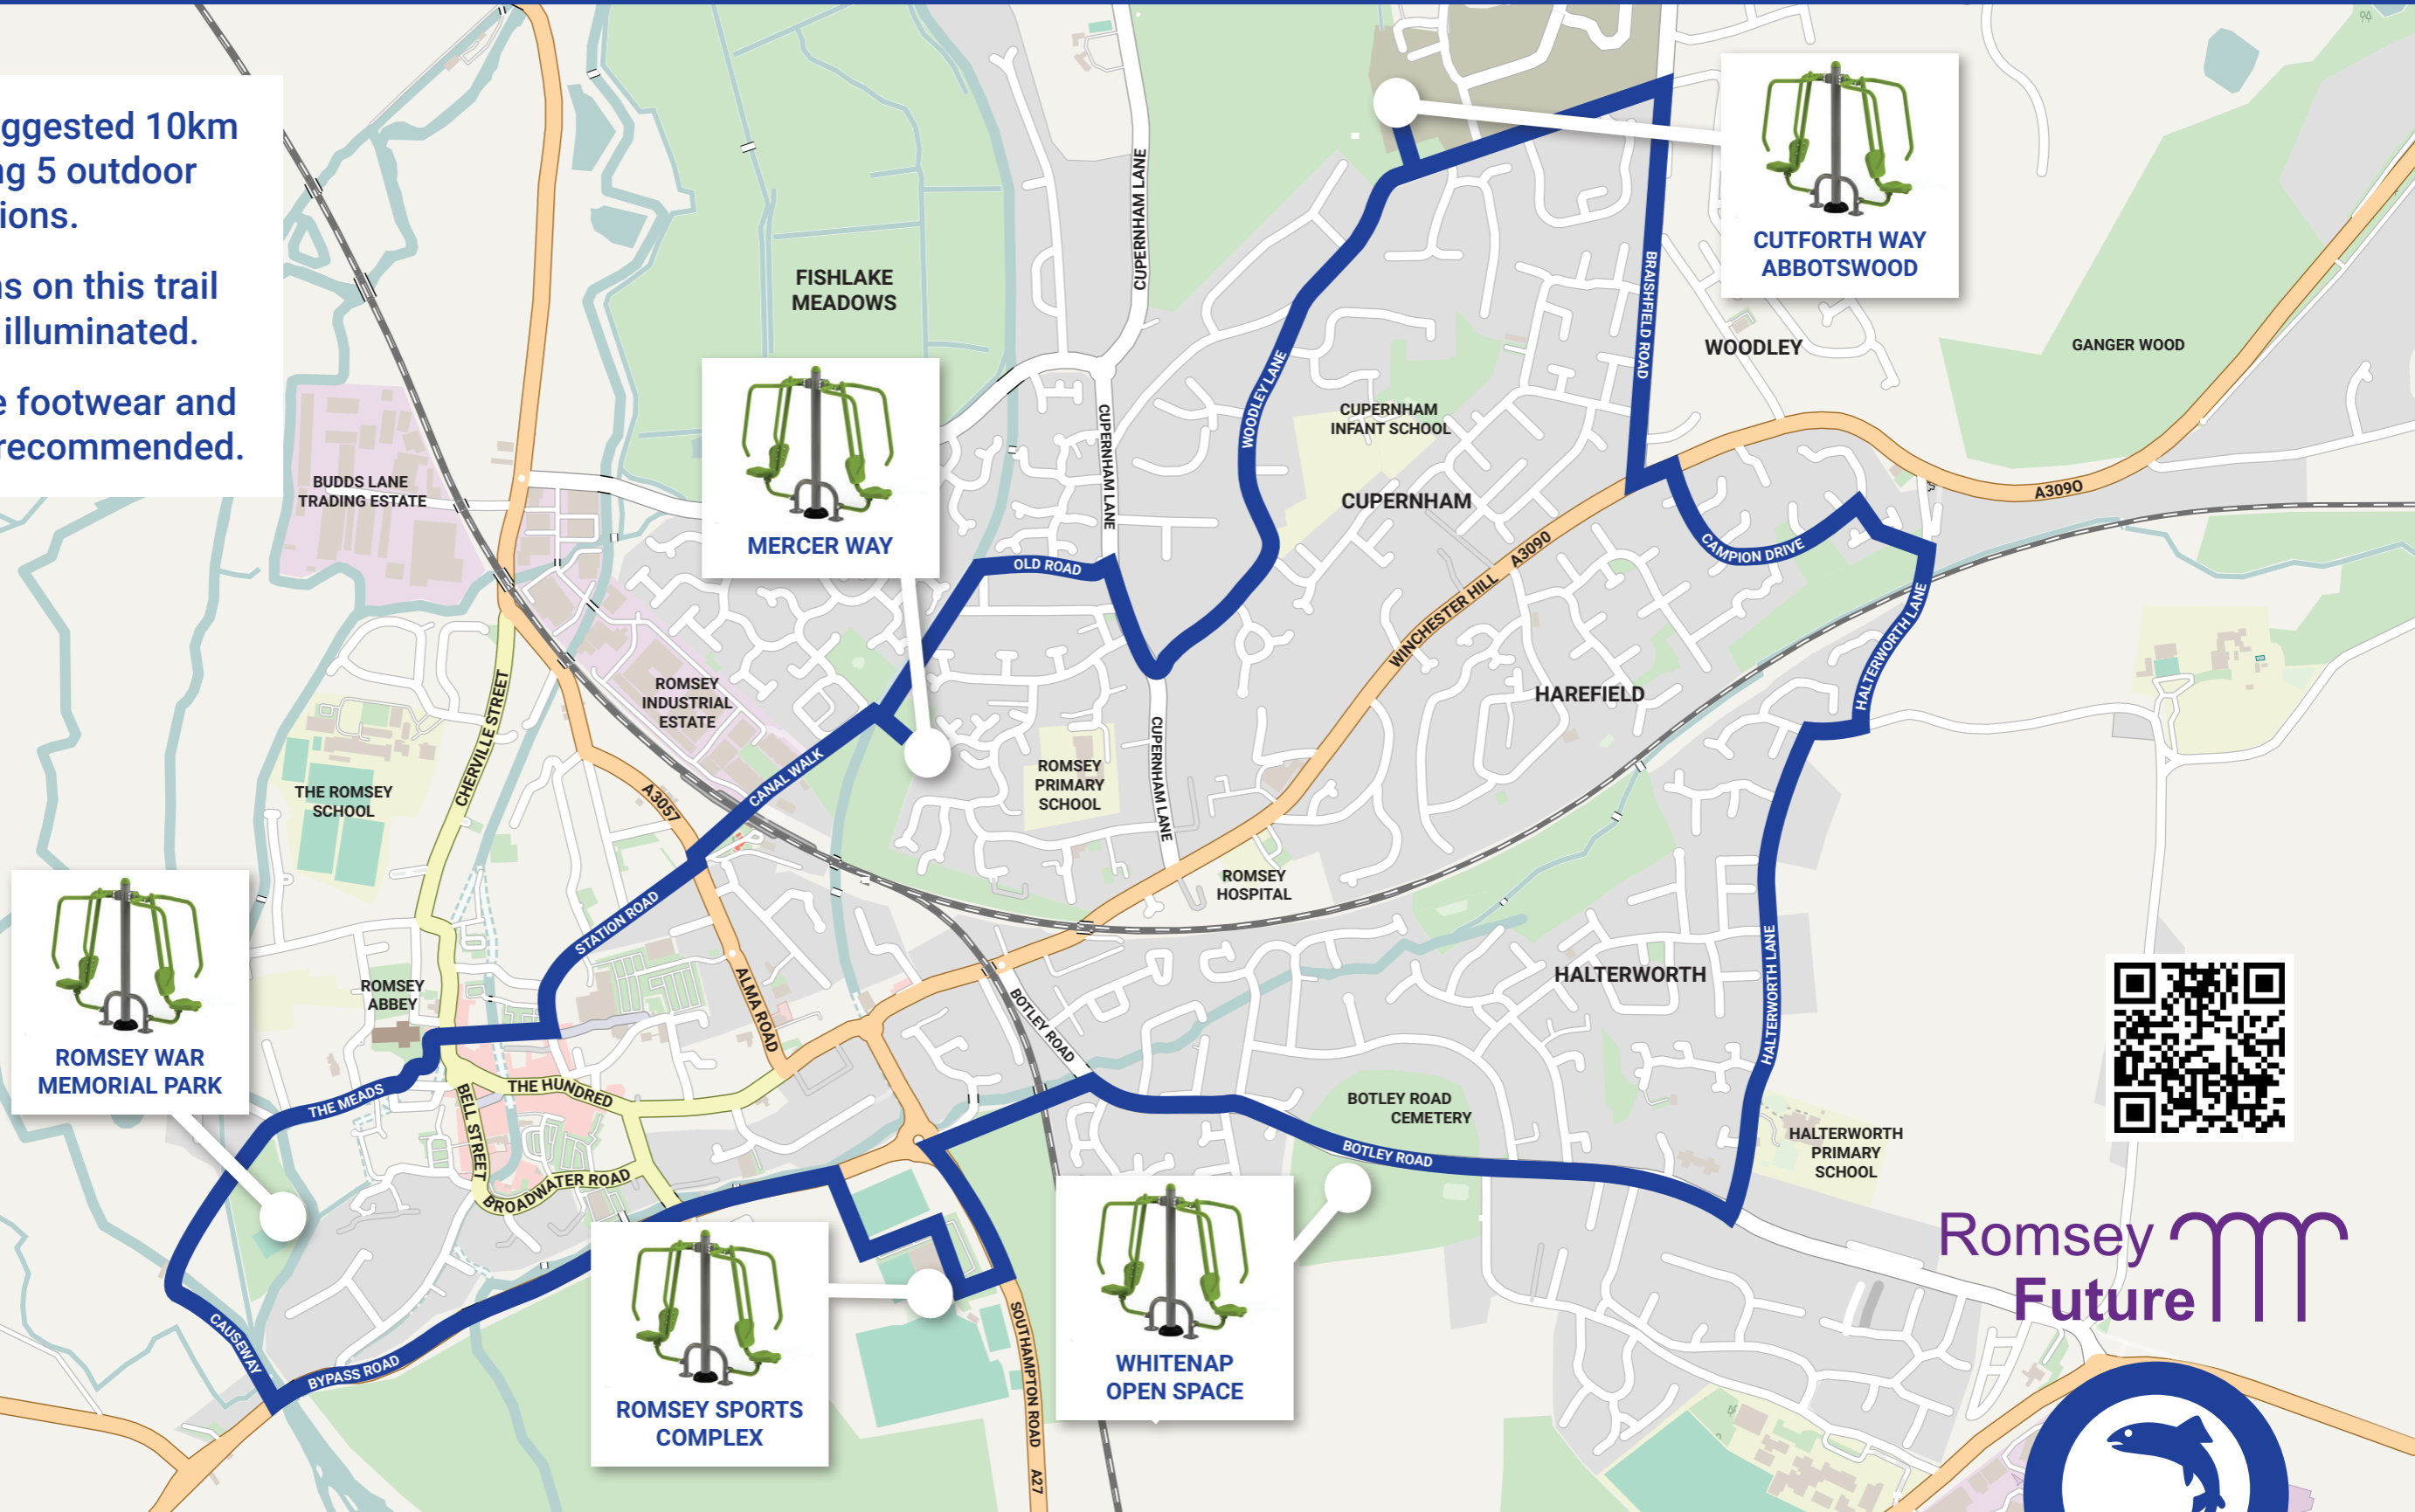 ggested 10km
ng 5 outdoor
ions.
ns on this trail
illuminated.
e footwear and
recommended.
CUPERNHAM LANE
FISHLAKE
MEADOWS
CUTFORTH WAY
ABBOTSWOOD
BRAISHFIELD ROAD
WOODLEY
GANGER WOOD
WOODLEY LANE
CUPERNHAM
INFANT SCHOOL
CUPERNHAM LANE
BUDDS LANE
TRADING ESTATE
CUPERNHAM
A3090
MERCER WAY
OLD ROAD
CAMPION DRIVE
WINCHESTER HILL A3090
HALTERWORTH LANE
ROMSEY
INDUSTRIAL
ESTATE
HAREFIELD
CHERVILLE STREET
CUPERNHAM LANE
CANAL WALK
ROMSEY
PRIMARY
SCHOOL
THE ROMSEY
SCHOOL
A3057
ROMSEY
HOSPITAL
STATION ROAD
HALTERWORTH
HALTERWORTH LANE
ROMSEY
ABBEY
ALMA ROAD
BOTLEY ROAD
ROMSEY WAR
MEMORIAL PARK
THE MEADS
THE HUNDRED
BELL STREET
BROADWATER ROAD
BOTLEY ROAD
CEMETERY
BOTLEY ROAD
HALTERWORTH
PRIMARY
SCHOOL
Romsey
Future
CAUSEWAY
BYPASS ROAD
ROMSEY SPORTS
COMPLEX
SOUTHAMPTON ROAD
A27
WHITENAP
OPEN SPACE